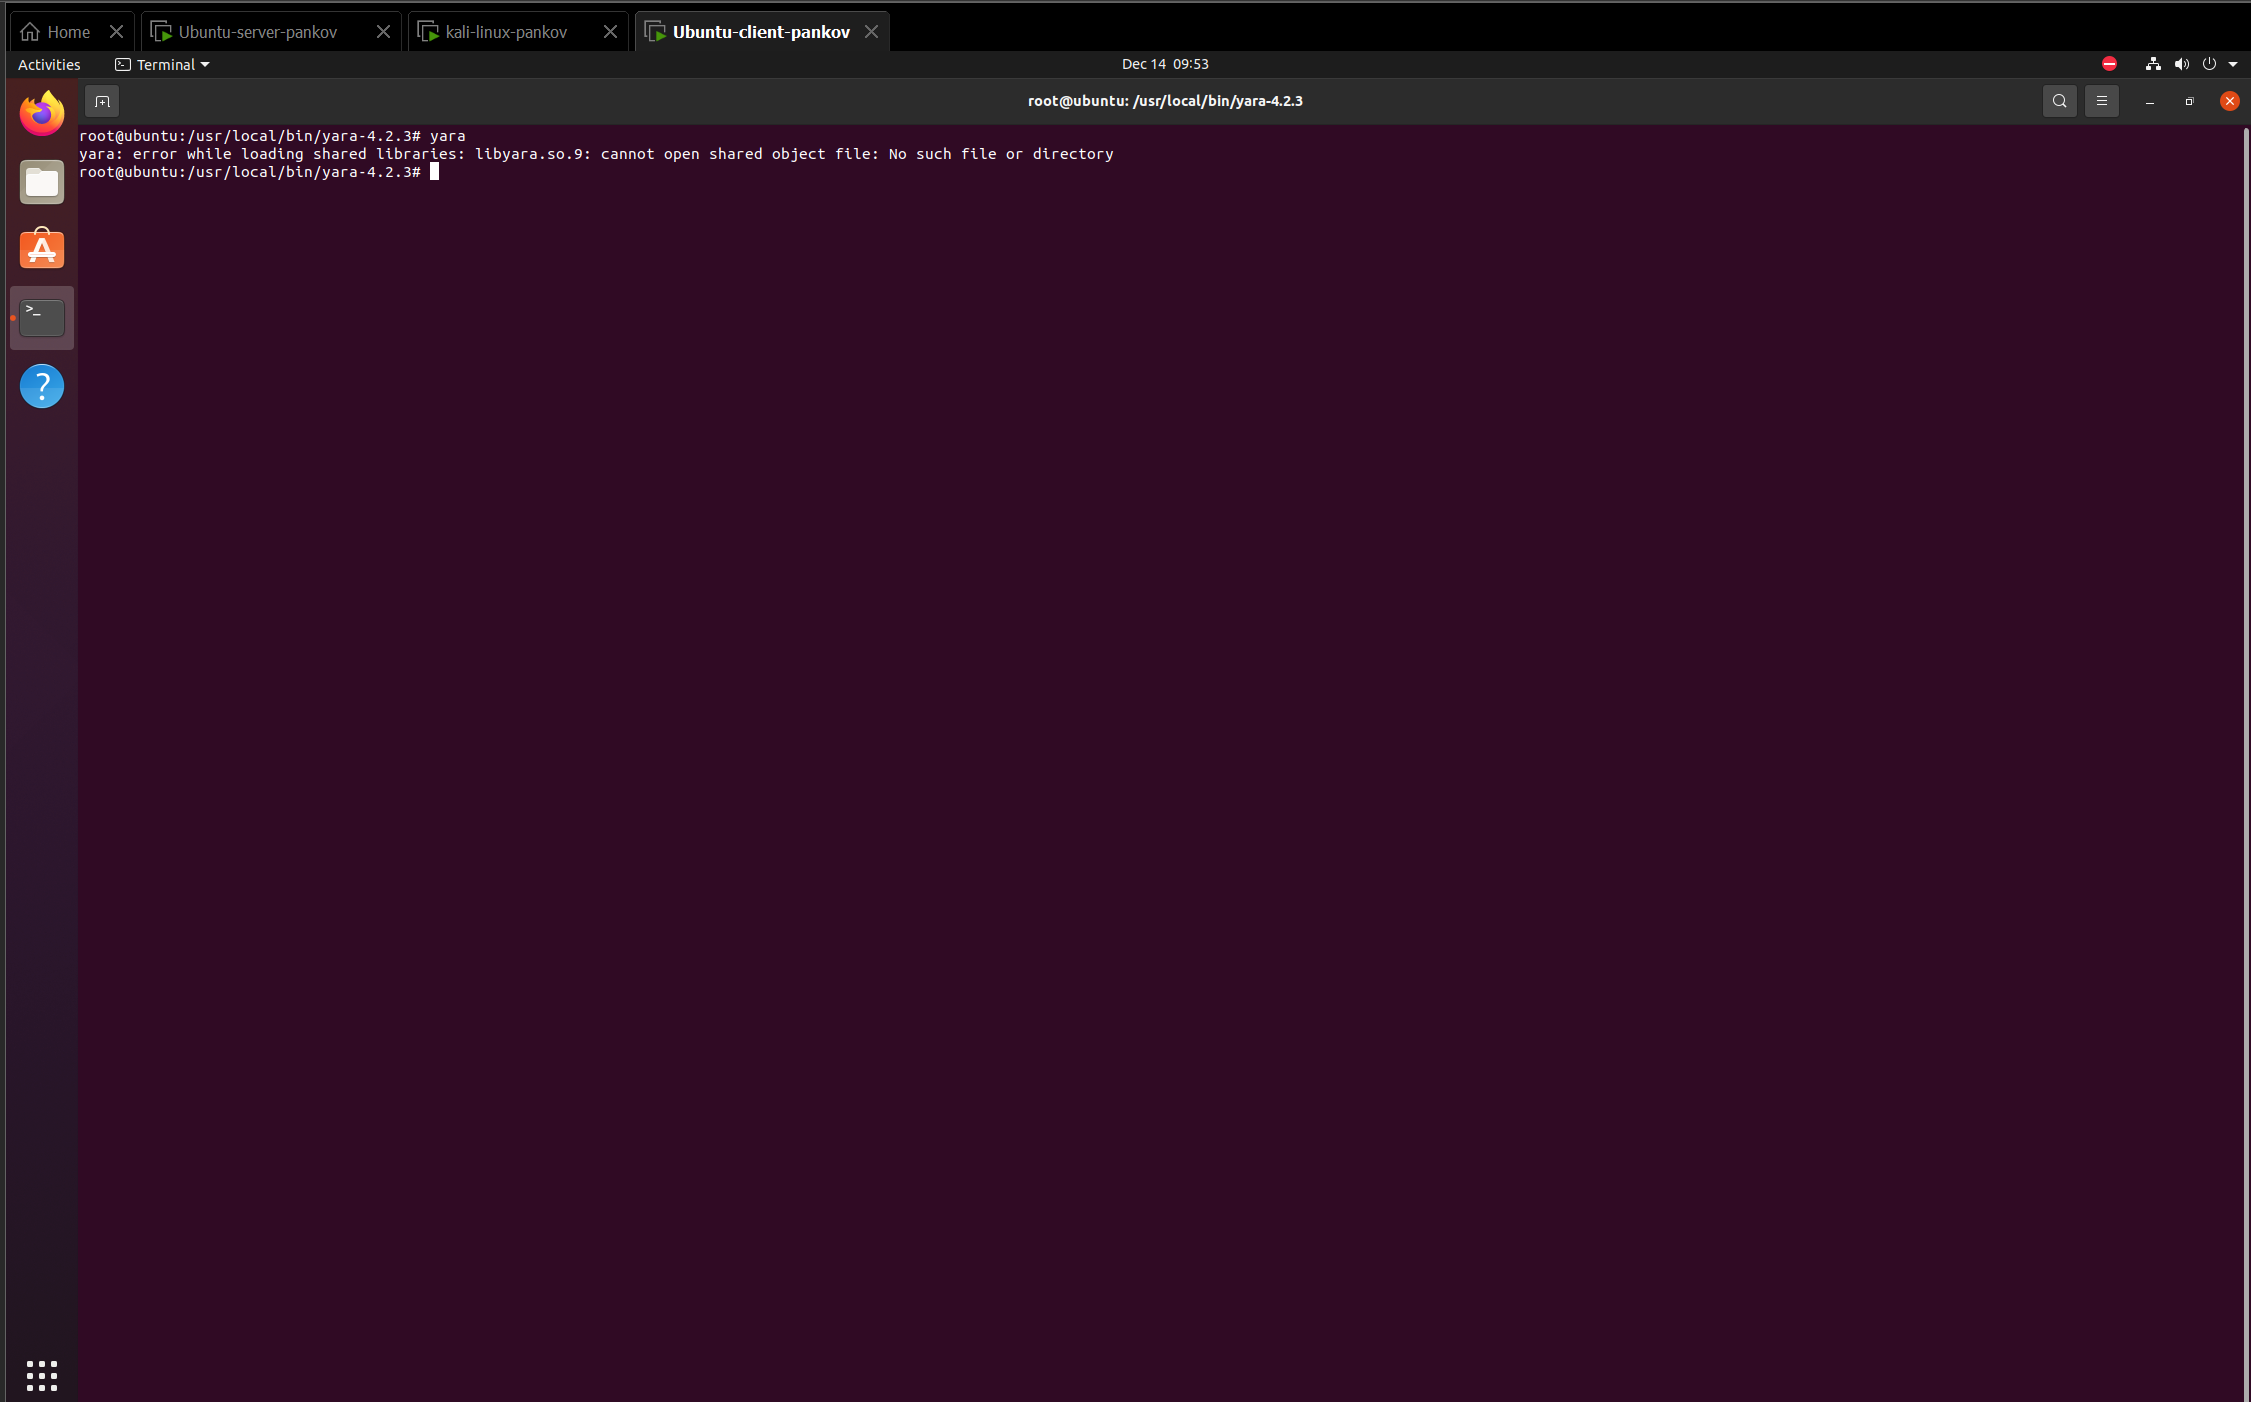 Home
Ubuntu-server-pankov
kali-linux-pankov
Ubuntu-client-pankov
Activities
Terminal
Dec 14 09:53
root@ubuntu: /usr/local/bin/yara-4.2.3
root@ubuntu:/usr/local/bin/yara-4.2.3# yara
yara: error while loading shared libraries: libyara.so.9: cannot open shared object file: No such file or directory
root@ubuntu:/usr/local/bin/yara-4.2.3#